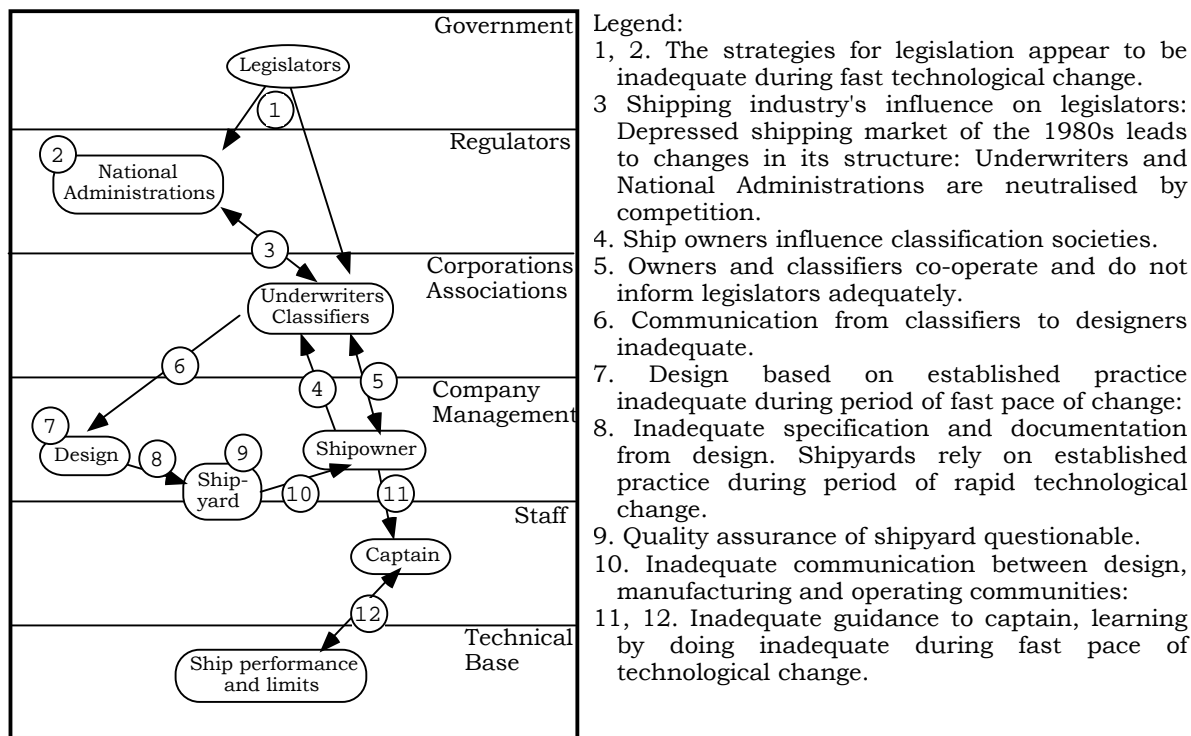 Government
Legislators
1
Regulators
2
National
Administrations
3
Corporations
Associations
Underwriters
Classifiers
6
4
5
Company
Management
7
Design
8
9
Ship-
yard
10
Shipowner
11
Staff
Captain
12
Technical
Base
Ship performance
and limits
Legend:
1, 2. The strategies for legislation appear to be
inadequate during fast technological change.
3 Shipping industry's influence on legislators:
Depressed shipping market of the 1980s leads
to changes in its structure: Underwriters and
National Administrations are neutralised by
competition.
4. Ship owners influence classification societies.
5. Owners and classifiers co-operate and do not
inform legislators adequately.
6. Communication from classifiers to designers
inadequate.
7. Design based on established practice
inadequate during period of fast pace of change:
8. Inadequate specification and documentation
from design. Shipyards rely on established
practice during period of rapid technological
change.
9. Quality assurance of shipyard questionable.
10. Inadequate communication between design,
manufacturing and operating communities:
11, 12. Inadequate guidance to captain, learning
by doing inadequate during fast pace of
technological change.